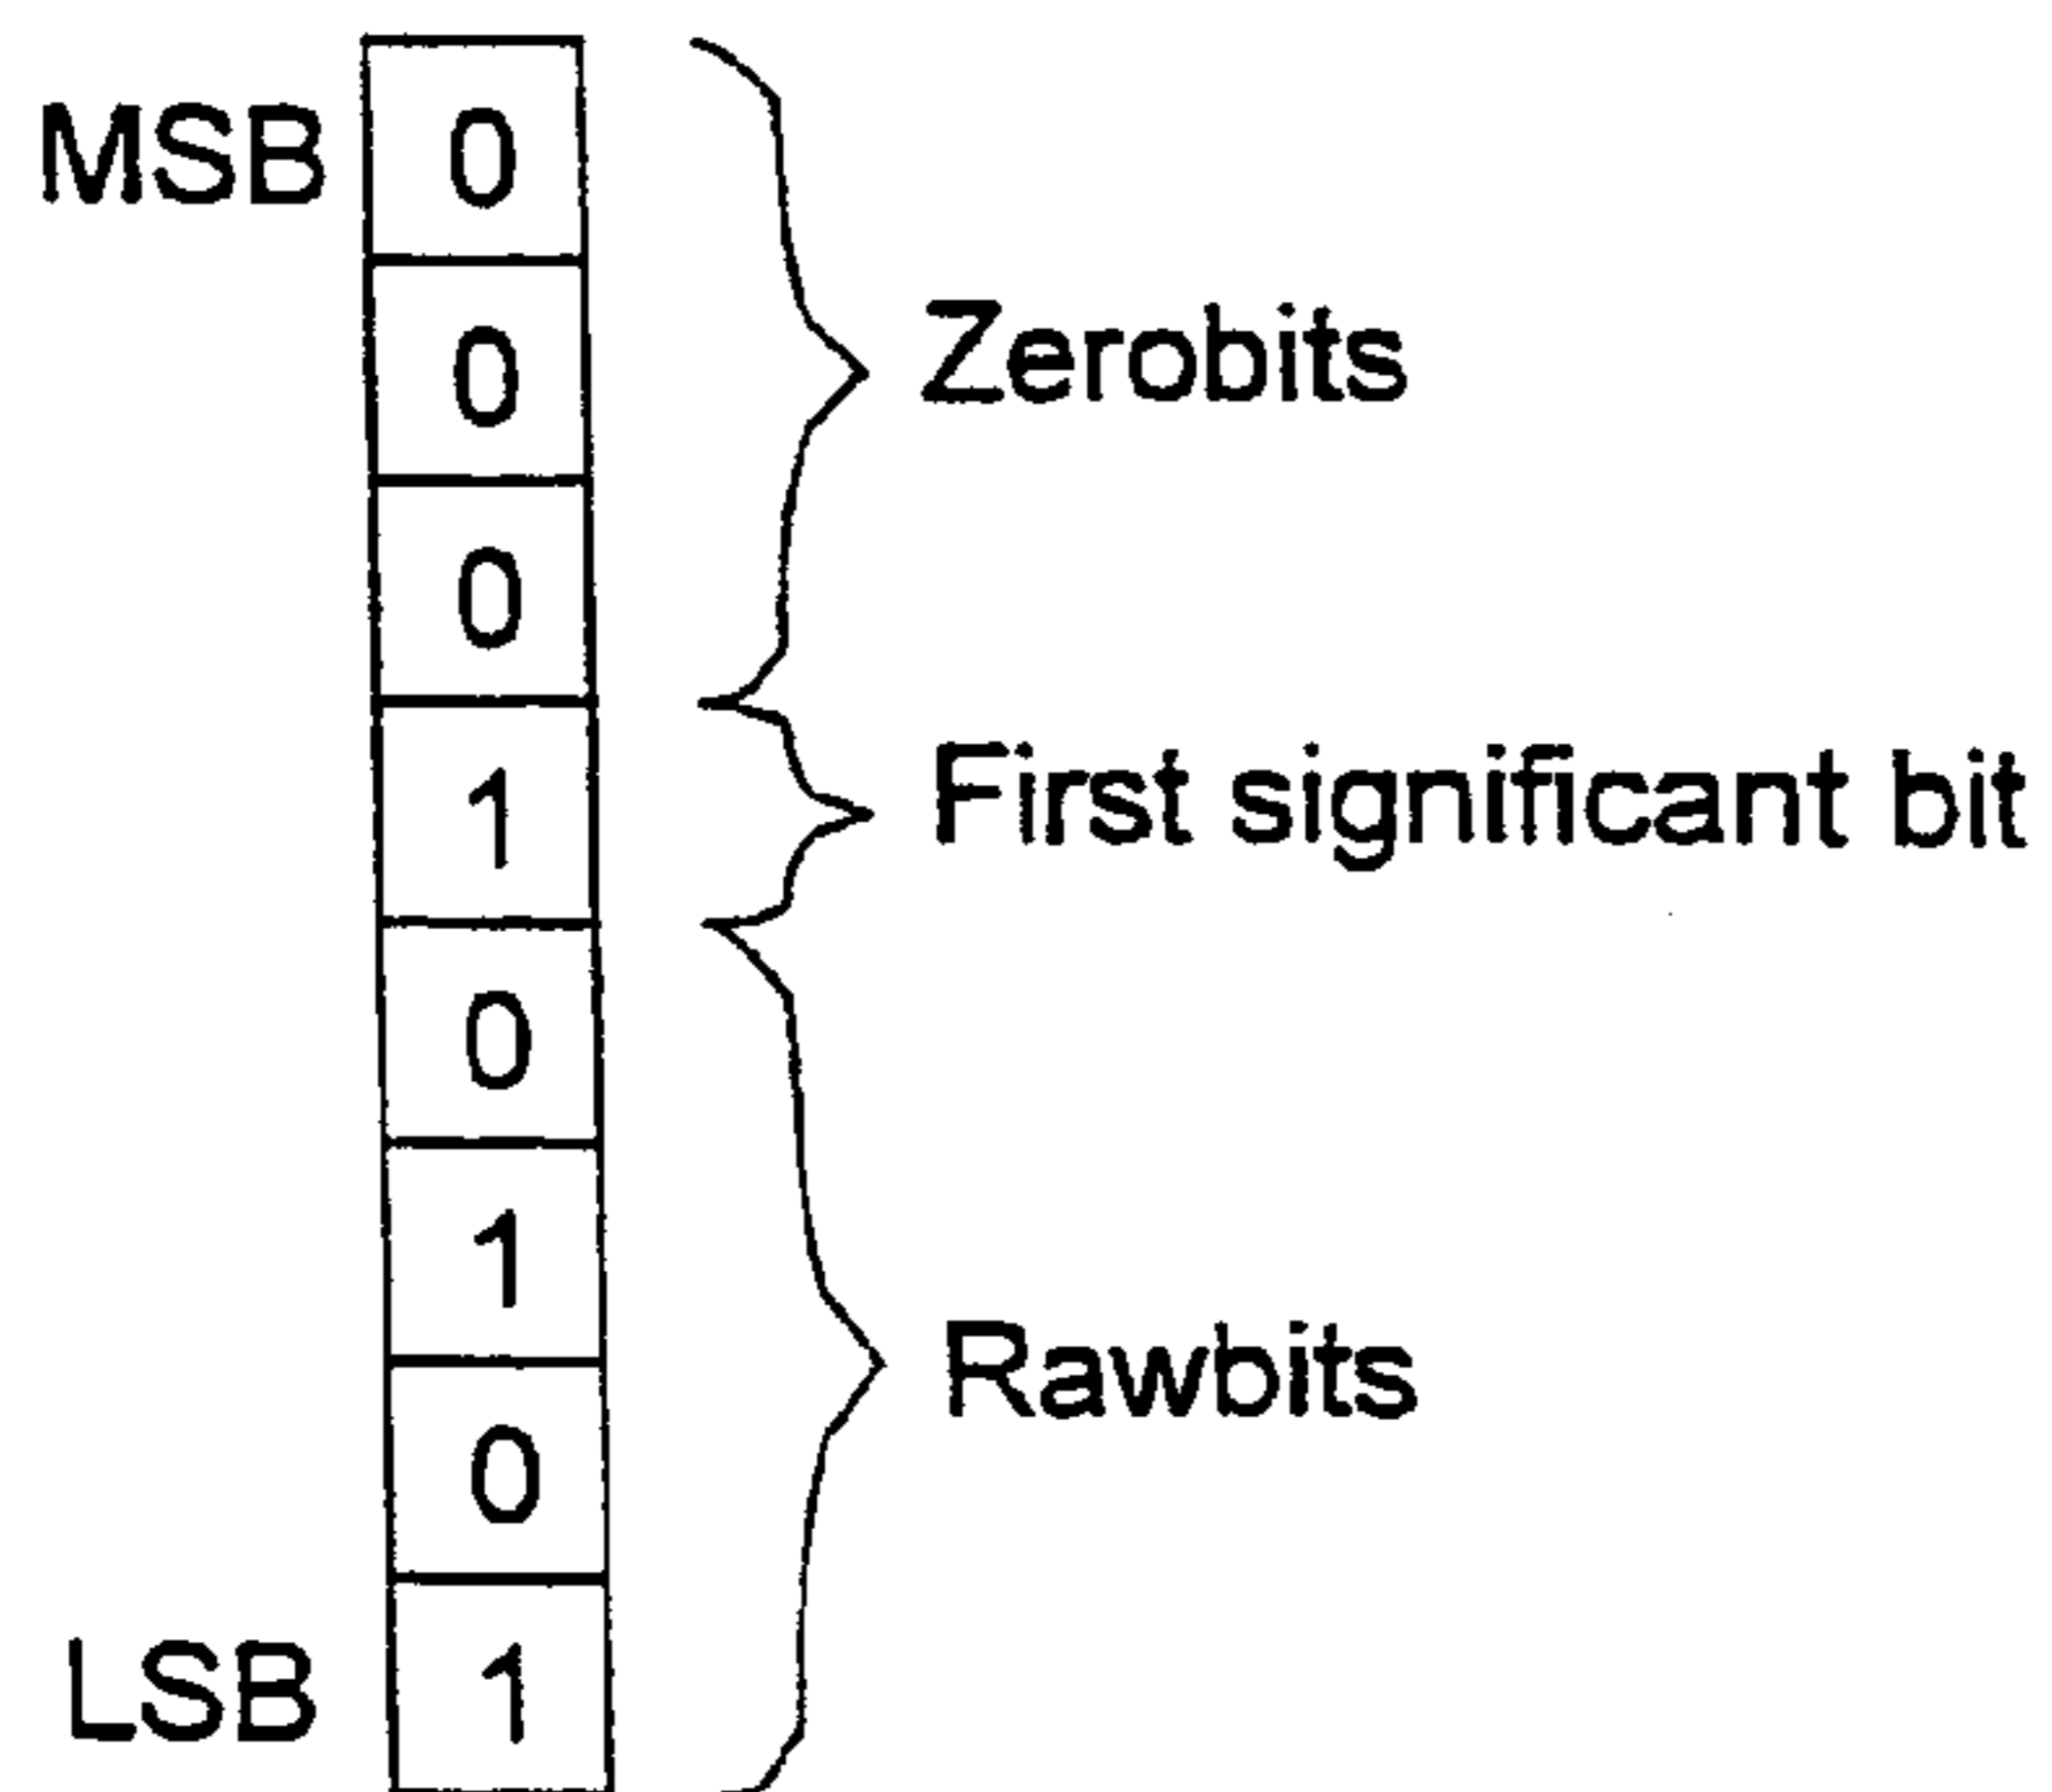 MSB 0
0 Zerobits
0
1 First significant bit
0
1
Rawbits
0
LSB 1